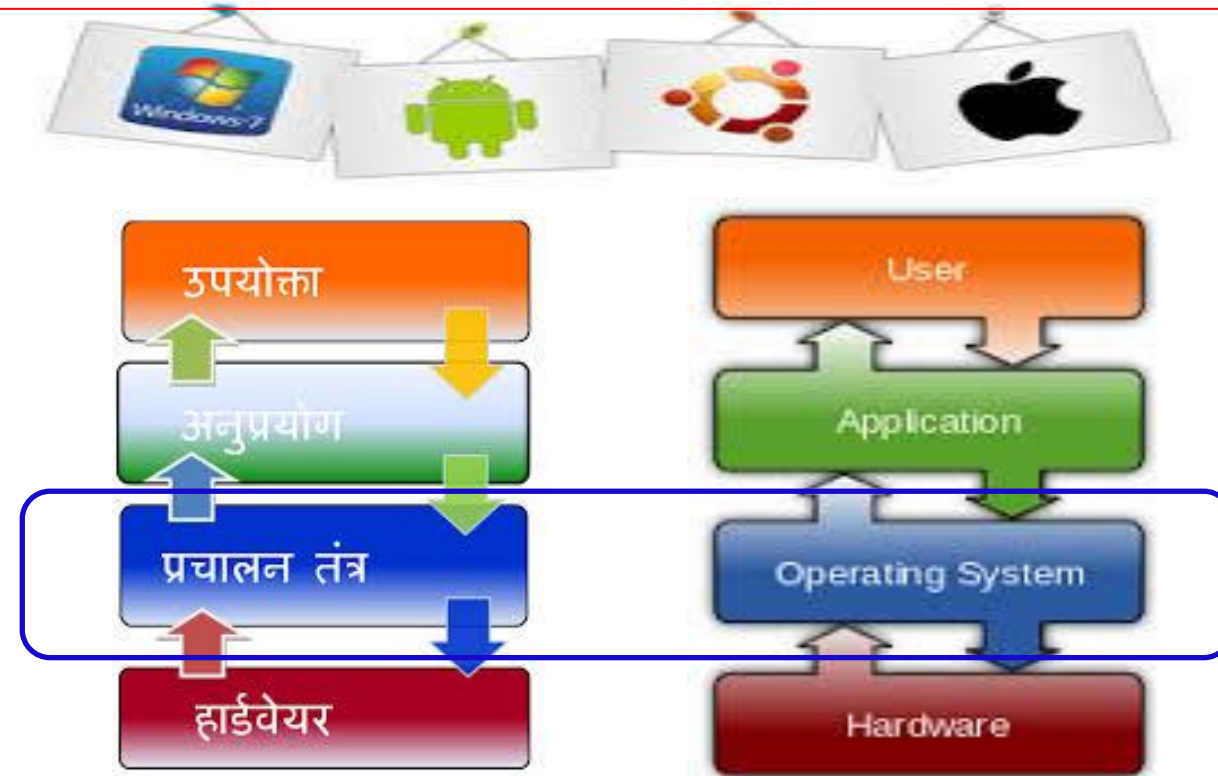 Windows 7
उपयोक्ता
अनुप्रयोग
प्रचालन तंत्र
हार्डवेयर
User
Application
Operating System
Hardware